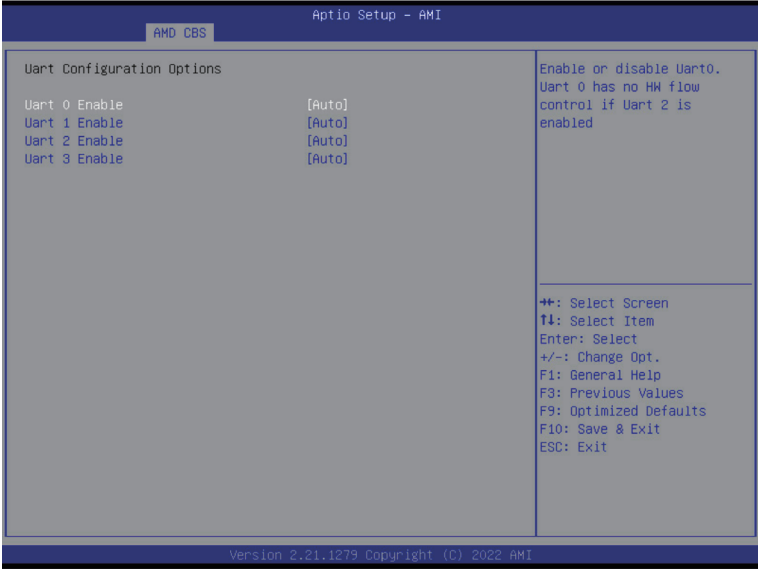 Aptio Setup – AMI
AMD CBS
Uart Configuration Options
Uart 0 Enable [Auto]
Uart 1 Enable [Auto]
Uart 2 Enable [Auto]
Uart 3 Enable [Auto]
Enable or disable Uart0.
Uart 0 has no HW flow
control if Uart 2 is
enabled
→←: Select Screen
↑↓: Select Item
Enter: Select
+/-: Change Opt.
F1: General Help
F3: Previous Values
F9: Optimized Defaults
F10: Save & Exit
ESC: Exit
Version 2.21.1279 Copyright (C) 2022 AMI